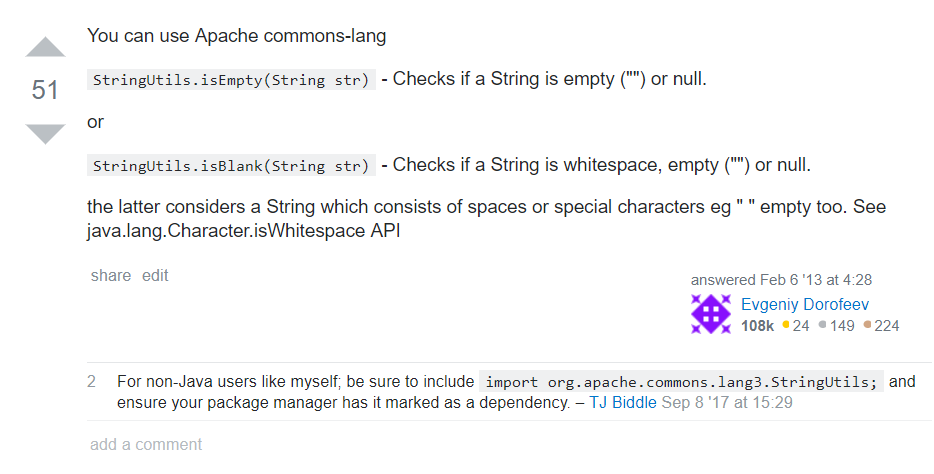 You can use Apache commons-lang
StringUtils.isEmpty(String str) - Checks if a String is empty ("") or null.
51
or
StringUtils.isBlank(String str) - Checks if a String is whitespace, empty ("") or null.
the latter considers a String which consists of spaces or special characters eg " " empty too. See
java.lang.Character.isWhitespace API
share edit
answered Feb 6 '13 at 4:28
Evgeniy Dorofeev
108k 24 149 224
2 For non-Java users like myself; be sure to include import org.apache.commons.lang3.StringUtils; and
ensure your package manager has it marked as a dependency. – TJ Biddle Sep 8 '17 at 15:29
add a comment